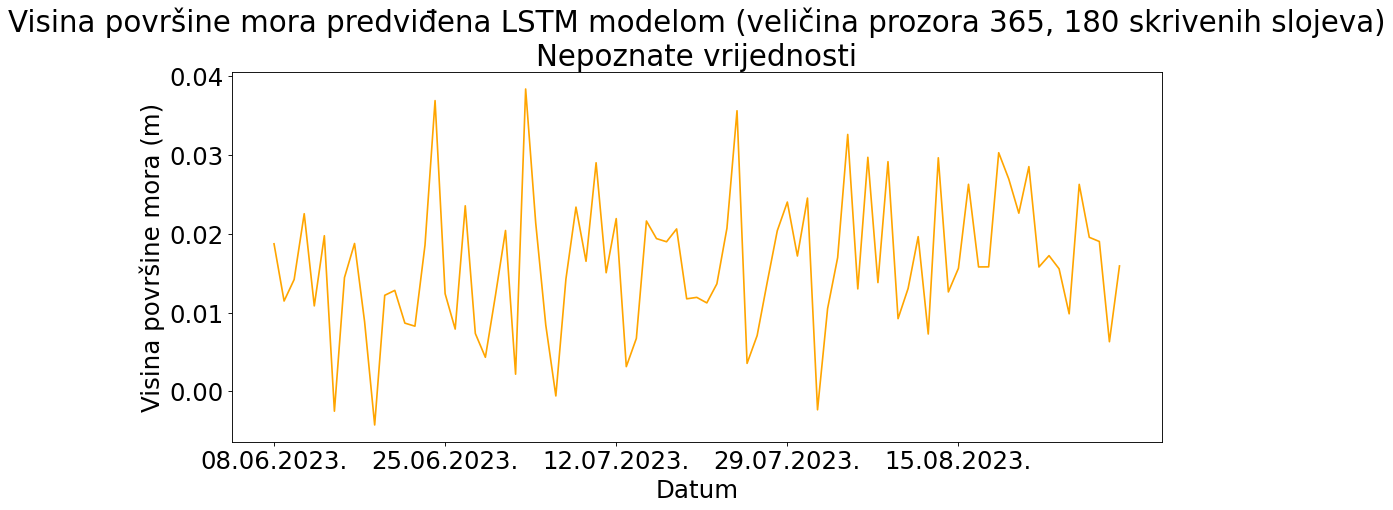 Visina površine mora predviđena LSTM modelom (veličina prozora 365, 180 skrivenih slojeva)
Nepoznate vrijednosti
Visina površine mora (m)
0.04
0.03
0.02
0.01
0.00
08.06.2023. 25.06.2023. 12.07.2023. 29.07.2023. 15.08.2023.
Datum